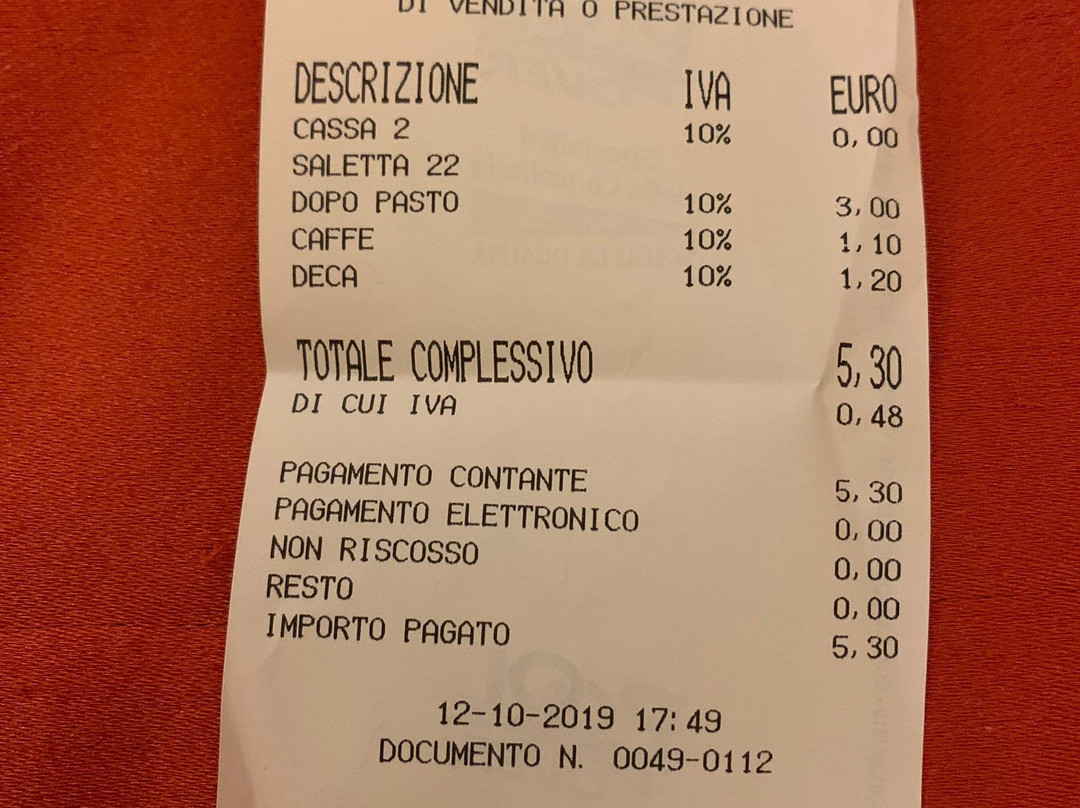 DI VENDITA O PRESTAZIONE
DESCRIZIONE IVA EURO
CASSA 2 10% 0,00
SALETTA 22
DOPO PASTO 10% 3,00
CAFFE 10% 1,10
DECA 10% 1,20
TOTALE COMPLESSIVO 5,30
DI CUI IVA 0,48
PAGAMENTO CONTANTE 5,30
PAGAMENTO ELETTRONICO 0,00
NON RISCOSSO 0,00
RESTO 0,00
IMPORTO PAGATO 5,30
12-10-2019 17:49
DOCUMENTO N. 0049-0112